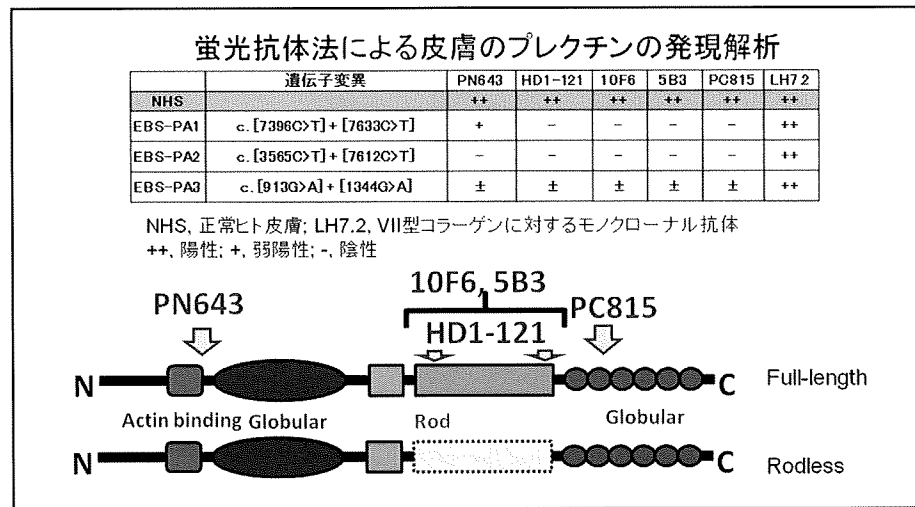 蛍光抗体法による皮膚のプレクチンの発現解析
遺伝子変異 PN643 HD1-121 10F6 5B3 PC815 LH7.2
NHS ++ ++ ++ ++ ++ ++
EBS-PA1 c.[7396C>T]+[7633C>T] + - - - - ++
EBS-PA2 c.[3565C>T]+[7612C>T] - - - - - ++
EBS-PA3 c.[913G>A]+[1344G>A] ± ± ± ± ± ++
NHS, 正常ヒト皮膚; LH7.2, VII型コラーゲンに対するモノクローナル抗体
++, 陽性; +, 弱陽性; -, 陰性
10F6, 5B3
PN643 HD1-121 PC815
N C Full-length
Actin binding Globular Rod Globular
N C Rodless